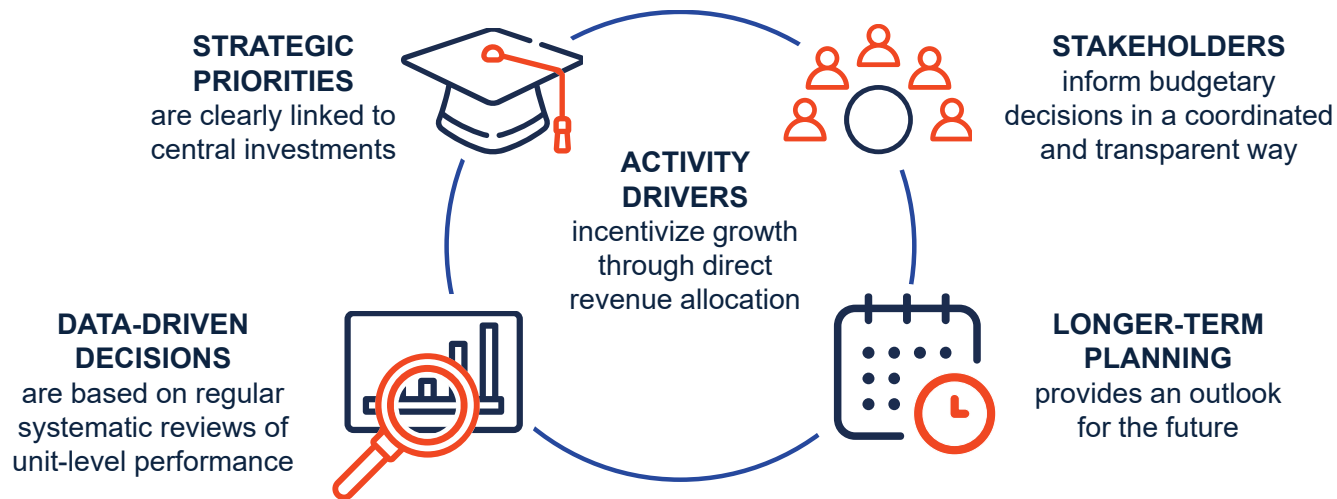 STRATEGIC
PRIORITIES
are clearly linked to
central investments
STAKEHOLDERS
inform budgetary
decisions in a coordinated
and transparent way
ACTIVITY
DRIVERS
incentivize growth
through direct
revenue allocation
DATA-DRIVEN
DECISIONS
are based on regular
systematic reviews of
unit-level performance
LONGER-TERM
PLANNING
provides an outlook
for the future